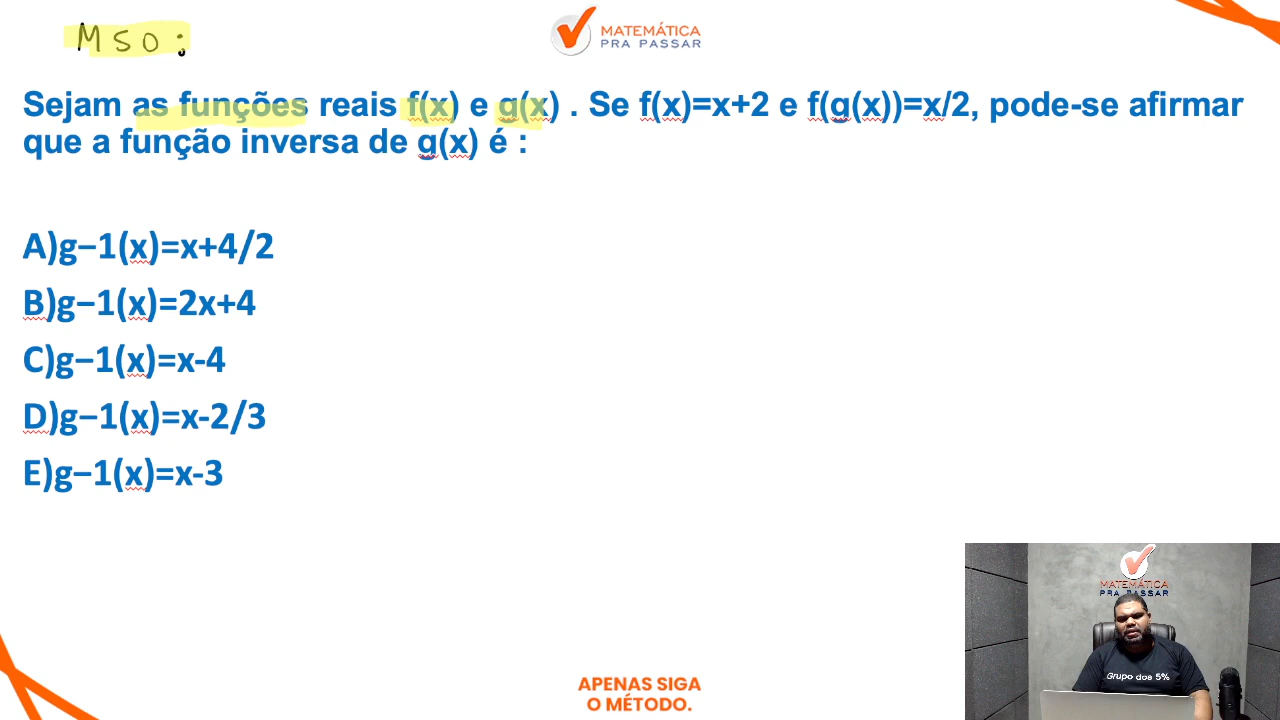 M S O :
MATEMÁTICA
PRA PASSAR
Sejam as funções reais f(x) e g(x) . Se f(x)=x+2 e f(g(x))=x/2, pode-se afirmar
que a função inversa de g(x) é :
A)g−1(x)=x+4/2
B)g−1(x)=2x+4
C)g−1(x)=x-4
D)g−1(x)=x-2/3
E)g−1(x)=x-3
MATEMÁTICA
PRA PASSAR
Grupo dos 5%
APENAS SIGA
O MÉTODO.